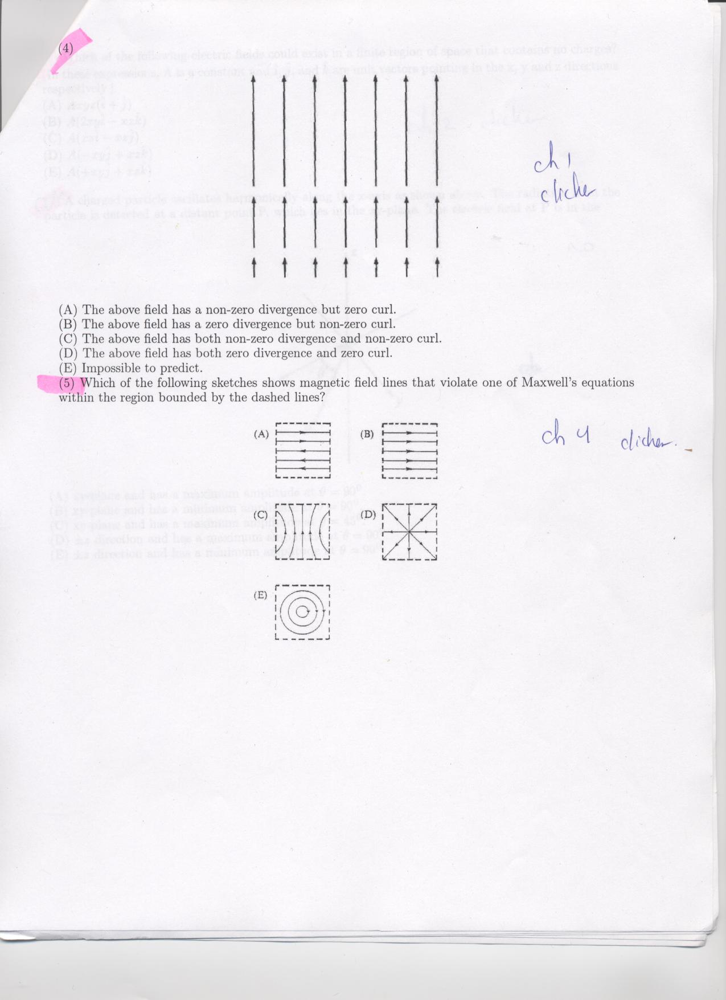 (4)
ch 1
clicker
(A) The above field has a non-zero divergence but zero curl.
(B) The above field has a zero divergence but non-zero curl.
(C) The above field has both non-zero divergence and non-zero curl.
(D) The above field has both zero divergence and zero curl.
(E) Impossible to predict.
(5) Which of the following sketches shows magnetic field lines that violate one of Maxwell's equations
within the region bounded by the dashed lines?
(A) (B)
ch 4 clicker.
(C) (D)
(E)